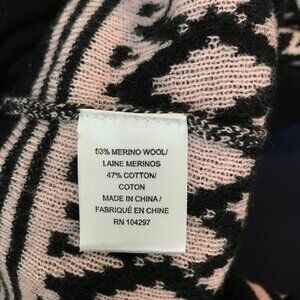 53% MERINO WOOL/
LAINE MERINOS
47% COTTON/
COTON
MADE IN CHINA/
FABRIQUÉ EN CHINE
RN 104297